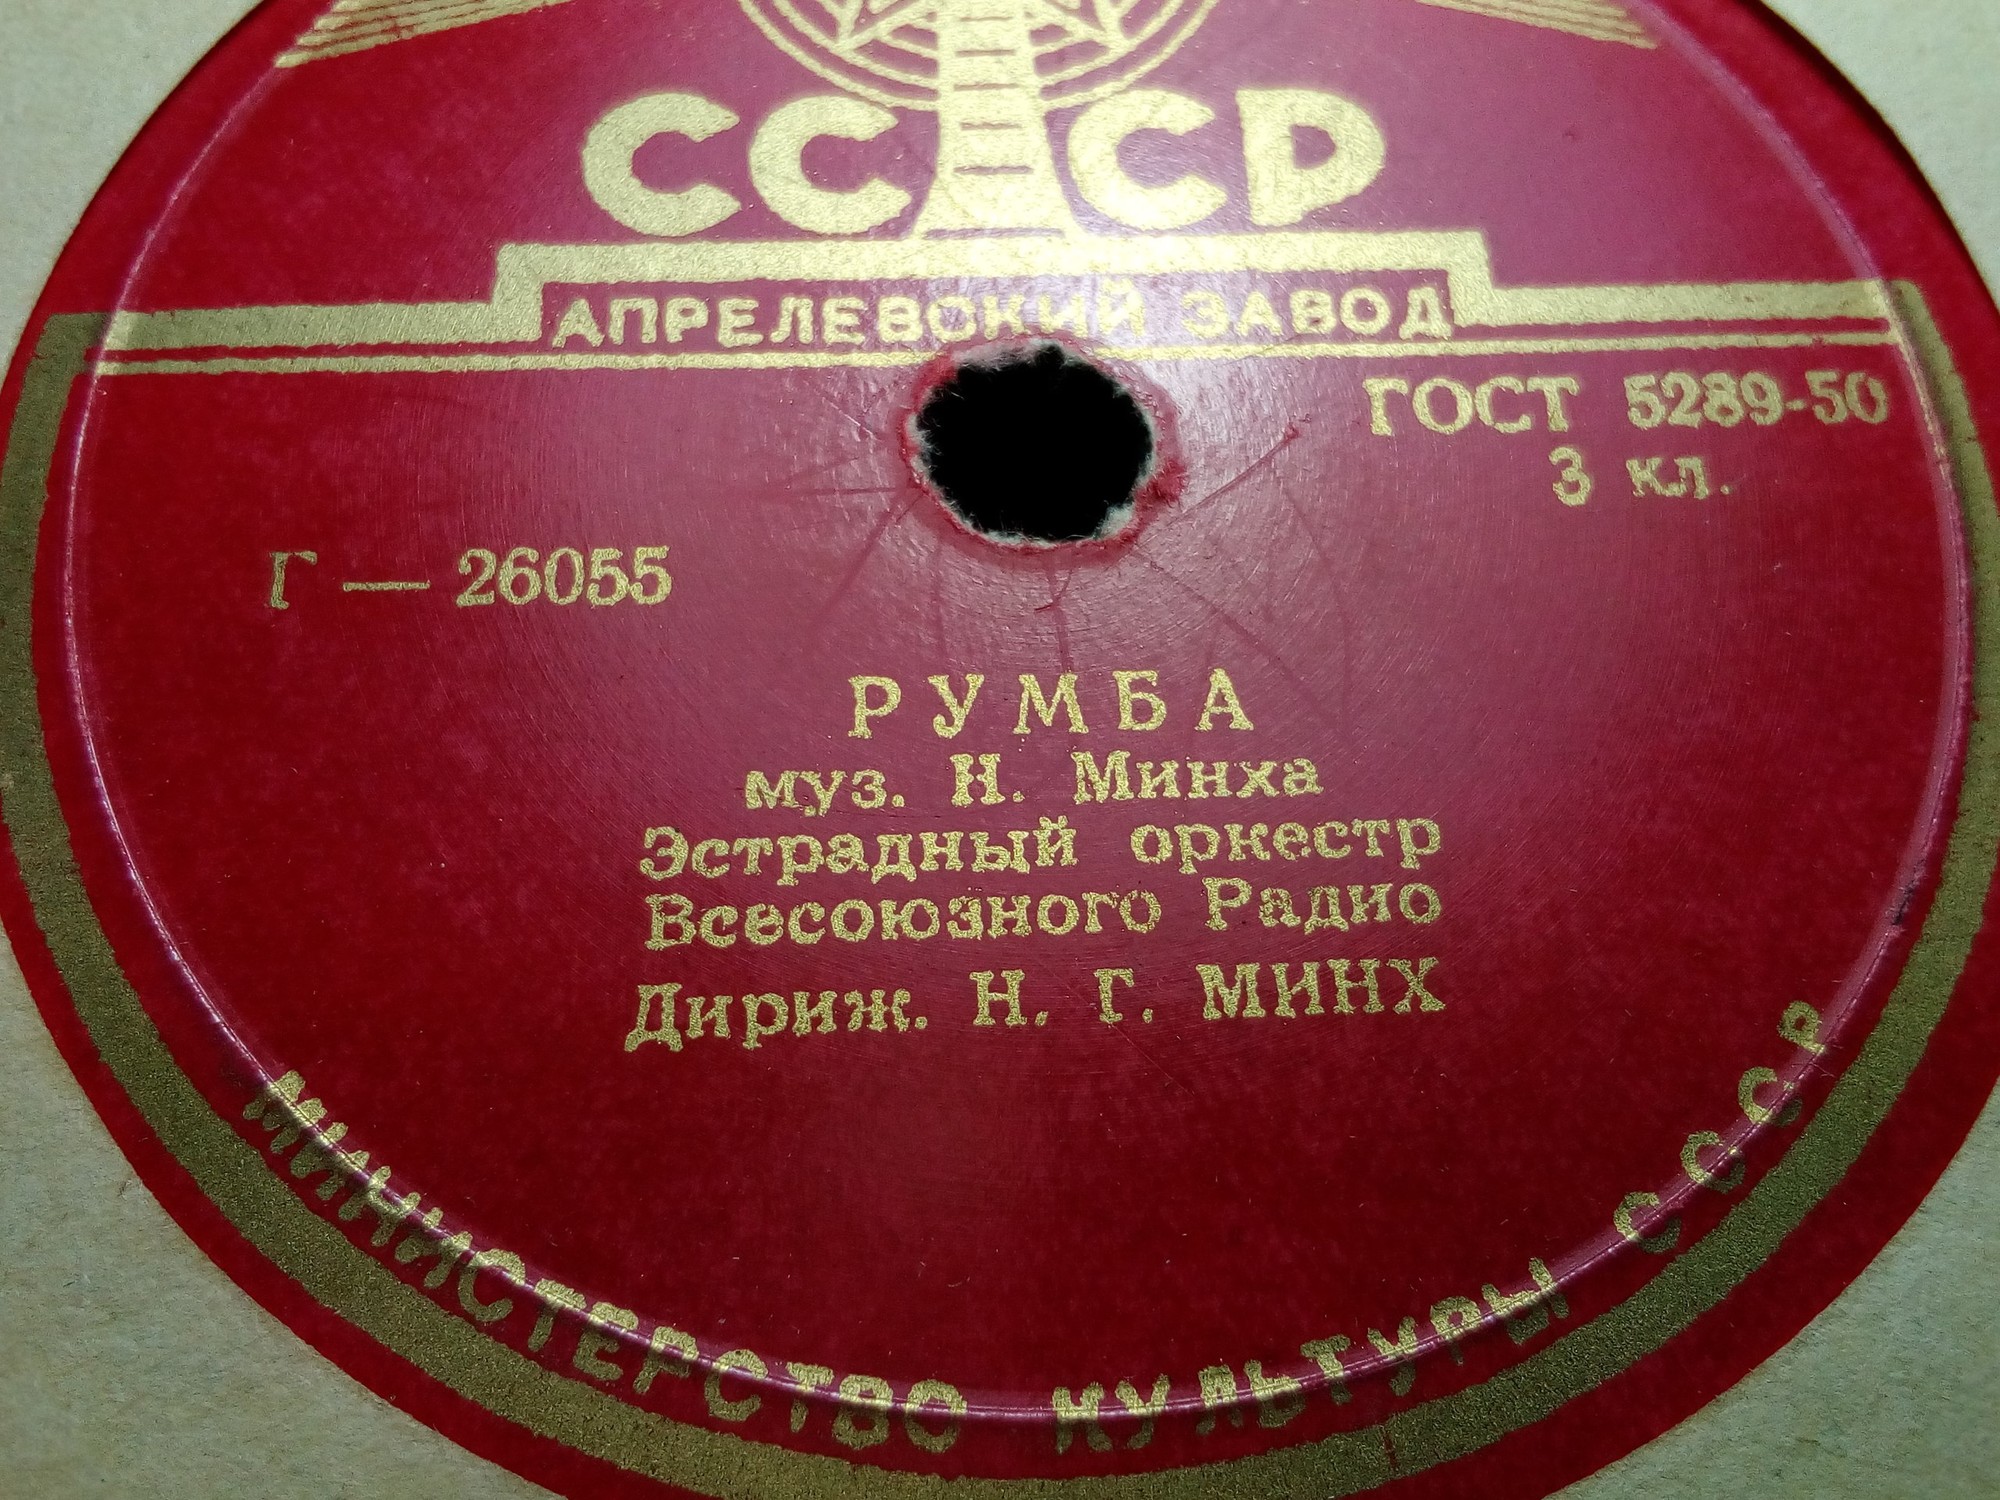 СССР
АПРЕЛЕВСКИЙ ЗАВОД
ГОСТ 5289-50
3 кл.
Г — 26055
РУМБА
муз. Н. Минха
Эстрадный оркестр
Всесоюзного Радио
Дириж. Н. Г. МИНХ
МИНИСТЕРСТВО КУЛЬТУРЫ СССР